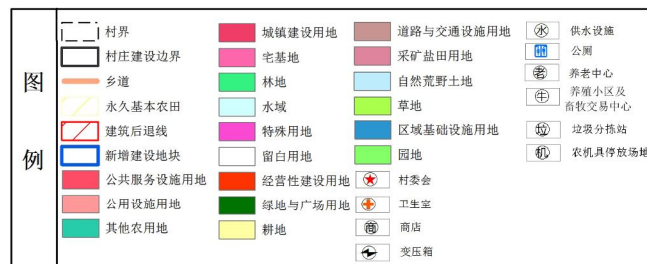 图例
村界
村庄建设边界
乡道
永久基本农田
建筑后退线
新增建设地块
公共服务设施用地
公用设施用地
其他农用地
城镇建设用地
宅基地
林地
水域
特殊用地
留白用地
经营性建设用地
绿地与广场用地
耕地
道路与交通设施用地
采矿盐田用地
自然荒野土地
草地
区域基础设施用地
园地
村委会
卫生室
商 商店
变压箱
水 供水设施
公厕
老 养老中心
牛 养殖小区及
畜牧交易中心
垃 垃圾分拣站
机 农机具停放场地